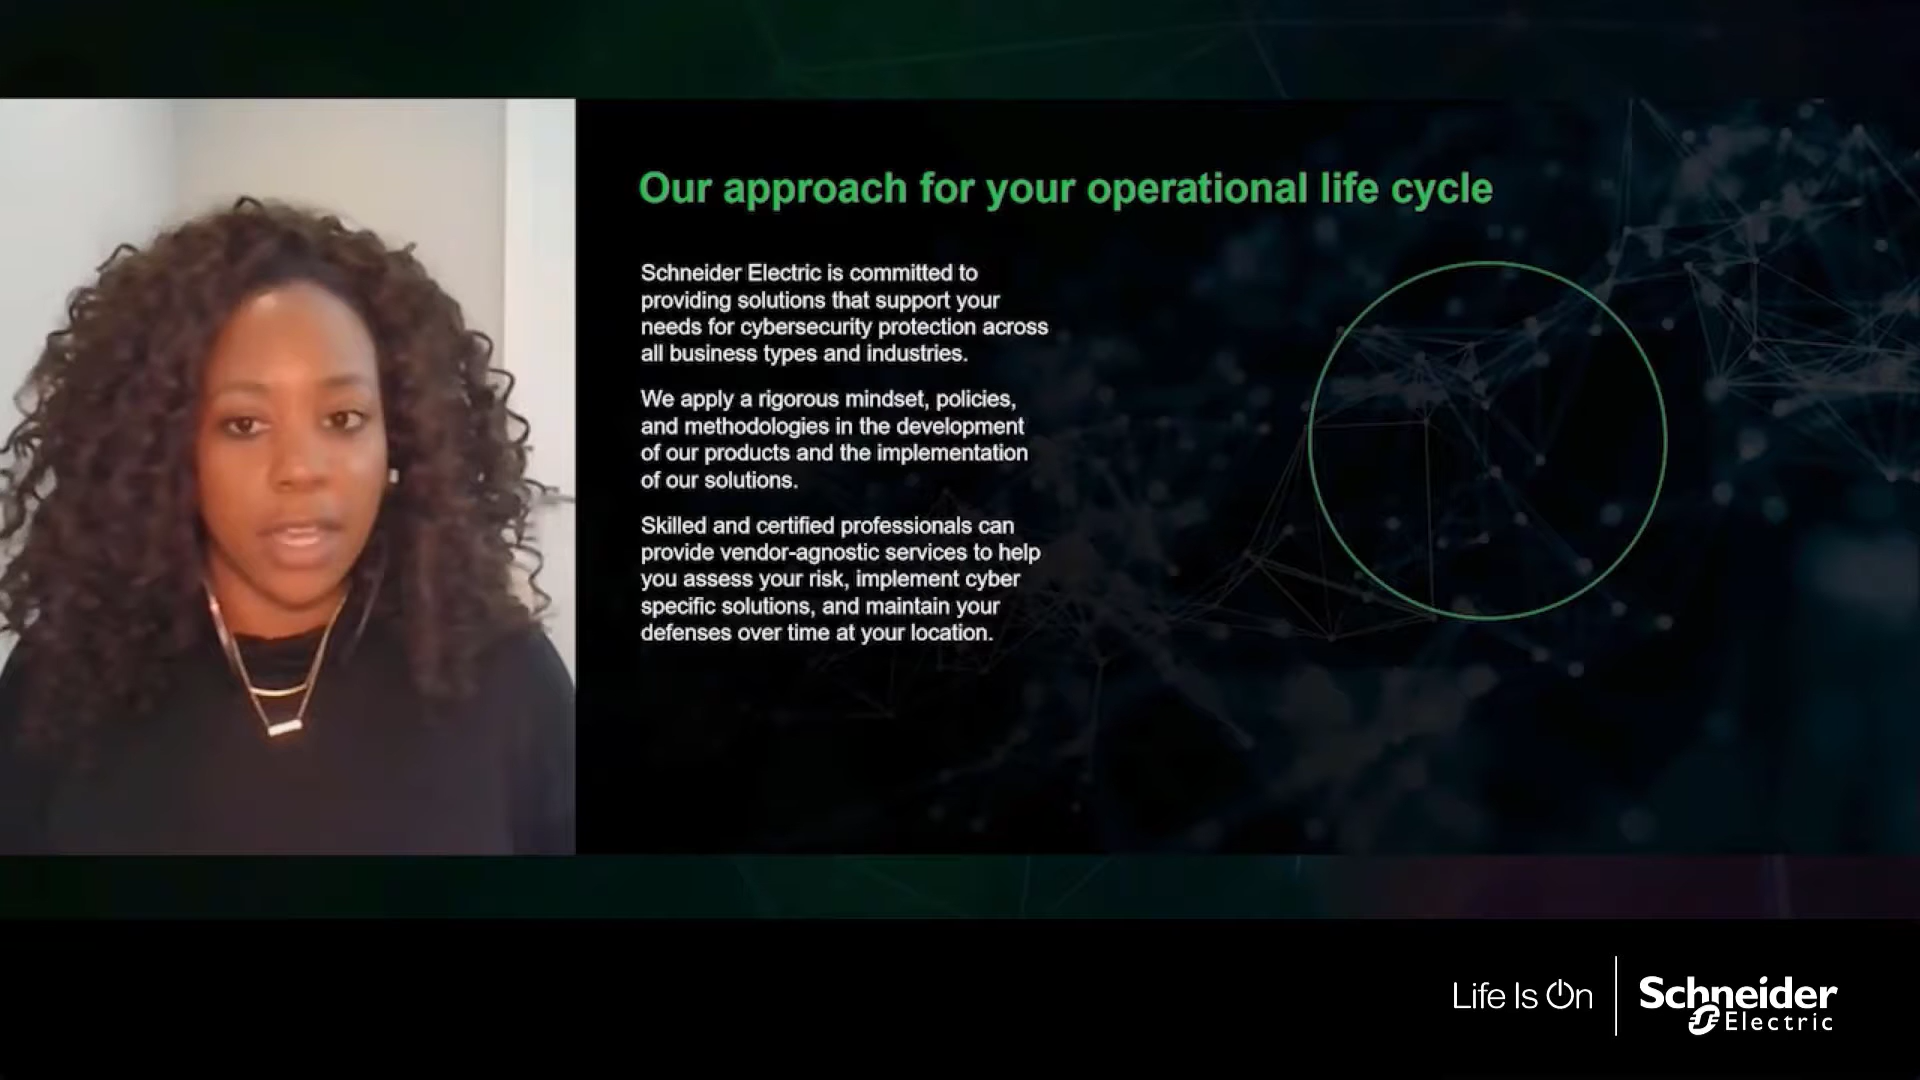 Our approach for your operational life cycle
Schneider Electric is committed to
providing solutions that support your
needs for cybersecurity protection across
all business types and industries.
We apply a rigorous mindset, policies,
and methodologies in the development
of our products and the implementation
of our solutions.
Skilled and certified professionals can
provide vendor-agnostic services to help
you assess your risk, implement cyber
specific solutions, and maintain your
defenses over time at your location.
Life Is On
Schneider
Electric